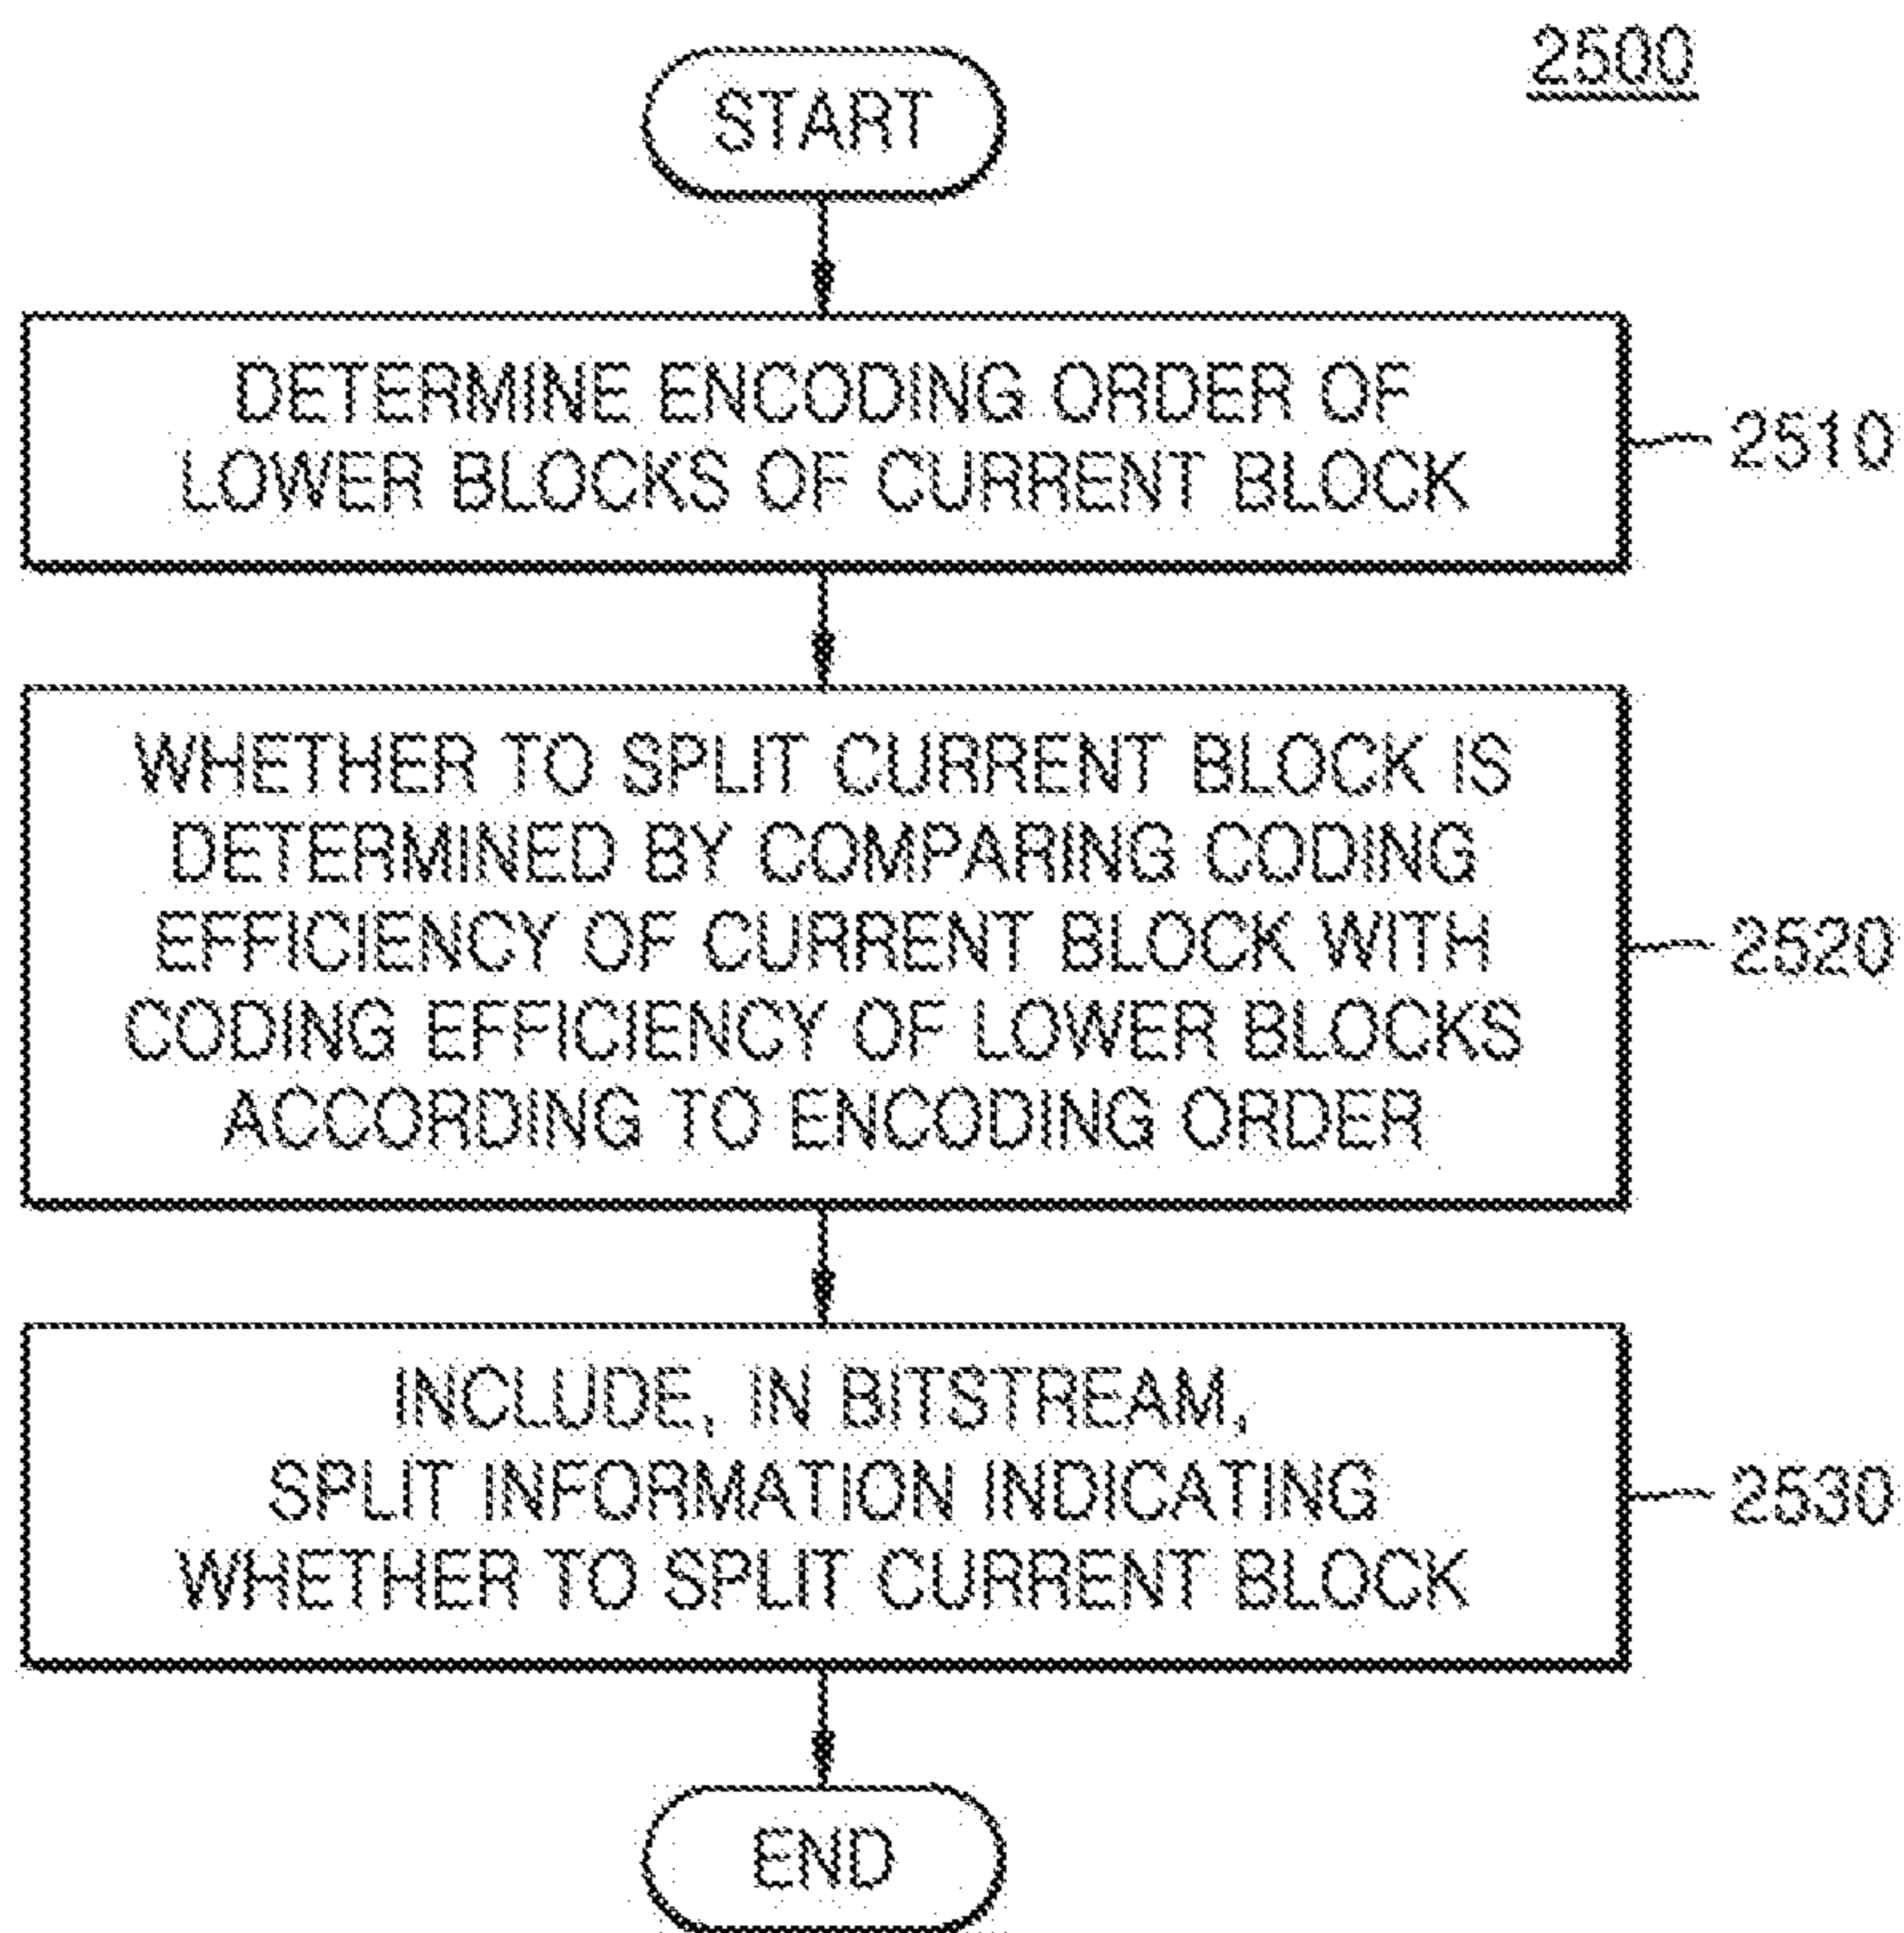 2500
START
DETERMINE ENCODING ORDER OF
LOWER BLOCKS OF CURRENT BLOCK
2510
WHETHER TO SPLIT CURRENT BLOCK IS
DETERMINED BY COMPARING CODING
EFFICIENCY OF CURRENT BLOCK WITH
CODING EFFICIENCY OF LOWER BLOCKS
ACCORDING TO ENCODING ORDER
2520
INCLUDE, IN BITSTREAM,
SPLIT INFORMATION INDICATING
WHETHER TO SPLIT CURRENT BLOCK
2530
END